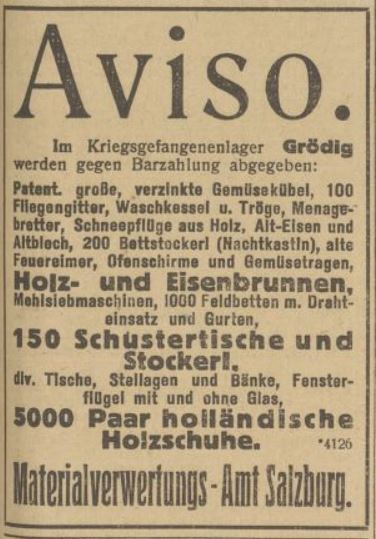 Aviso.
Im Kriegsgefangenenlager Grödig
werden gegen Barzahlung abgegeben:
Patent. große, verzinkte Gemüsekübel, 100
Fliegengitter, Waschkessel u. Tröge, Menage-
bretter, Schneepflüge aus Holz, Alt-Eisen und
Altblech, 200 Bettstockerl (Nachtkastln), alte
Feuereimer, Ofenschirme und Gemüsetragen,
Holz- und Eisenbrunnen,
Mehlsiebmaschinen, 1000 Feldbetten m. Draht-
einsatz und Gurten,
150 Schustertische und
Stockerl,
div. Tische, Stellagen und Bänke, Fenster-
flügel mit und ohne Glas,
5000 Paar holländische
Holzschuhe. *4126
Materialverwertungs-Amt Salzburg.